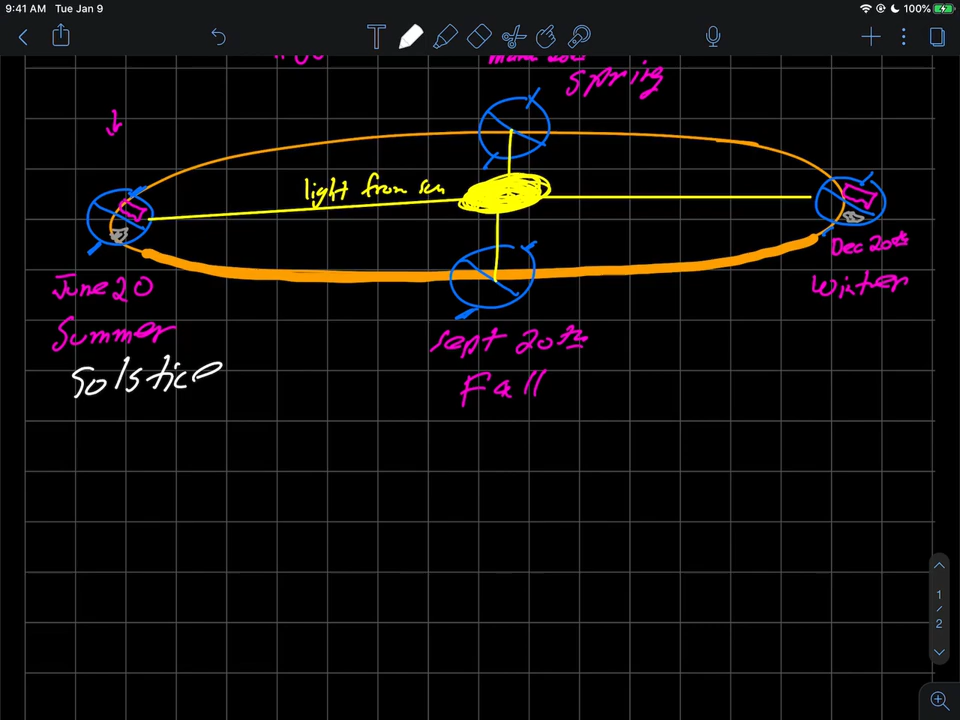 9:41 AM Tue Jan 9
100%
T
Spring
light from sun
June 20
Summer
Solstice
Dec 20th
Winter
Sept 20th
Fall
1
/
2